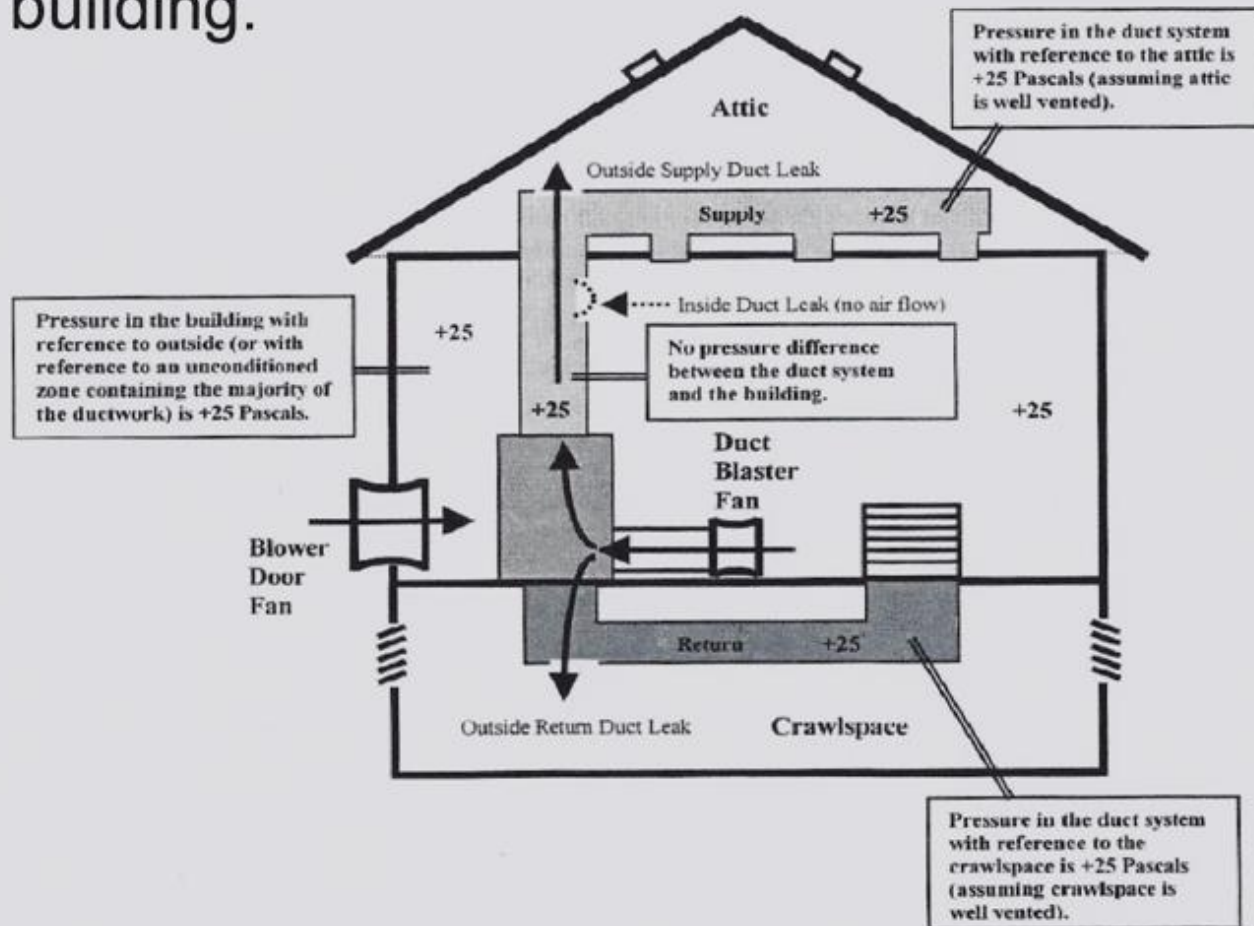 building.
Pressure in the duct system
with reference to the attic is
+25 Pascals (assuming attic
is well vented).
Attic
Outside Supply Duct Leak
Supply
+25
Inside Duct Leak (no air flow)
Pressure in the building with
reference to outside (or with
reference to an unconditioned
zone containing the majority of
the ductwork) is +25 Pascals.
+25
No pressure difference
between the duct system
and the building.
+25
+25
Duct
Blaster
Fan
Blower
Door
Fan
Return
+25
Outside Return Duct Leak
Crawlspace
Pressure in the duct system
with reference to the
crawlspace is +25 Pascals
(assuming crawlspace is
well vented).